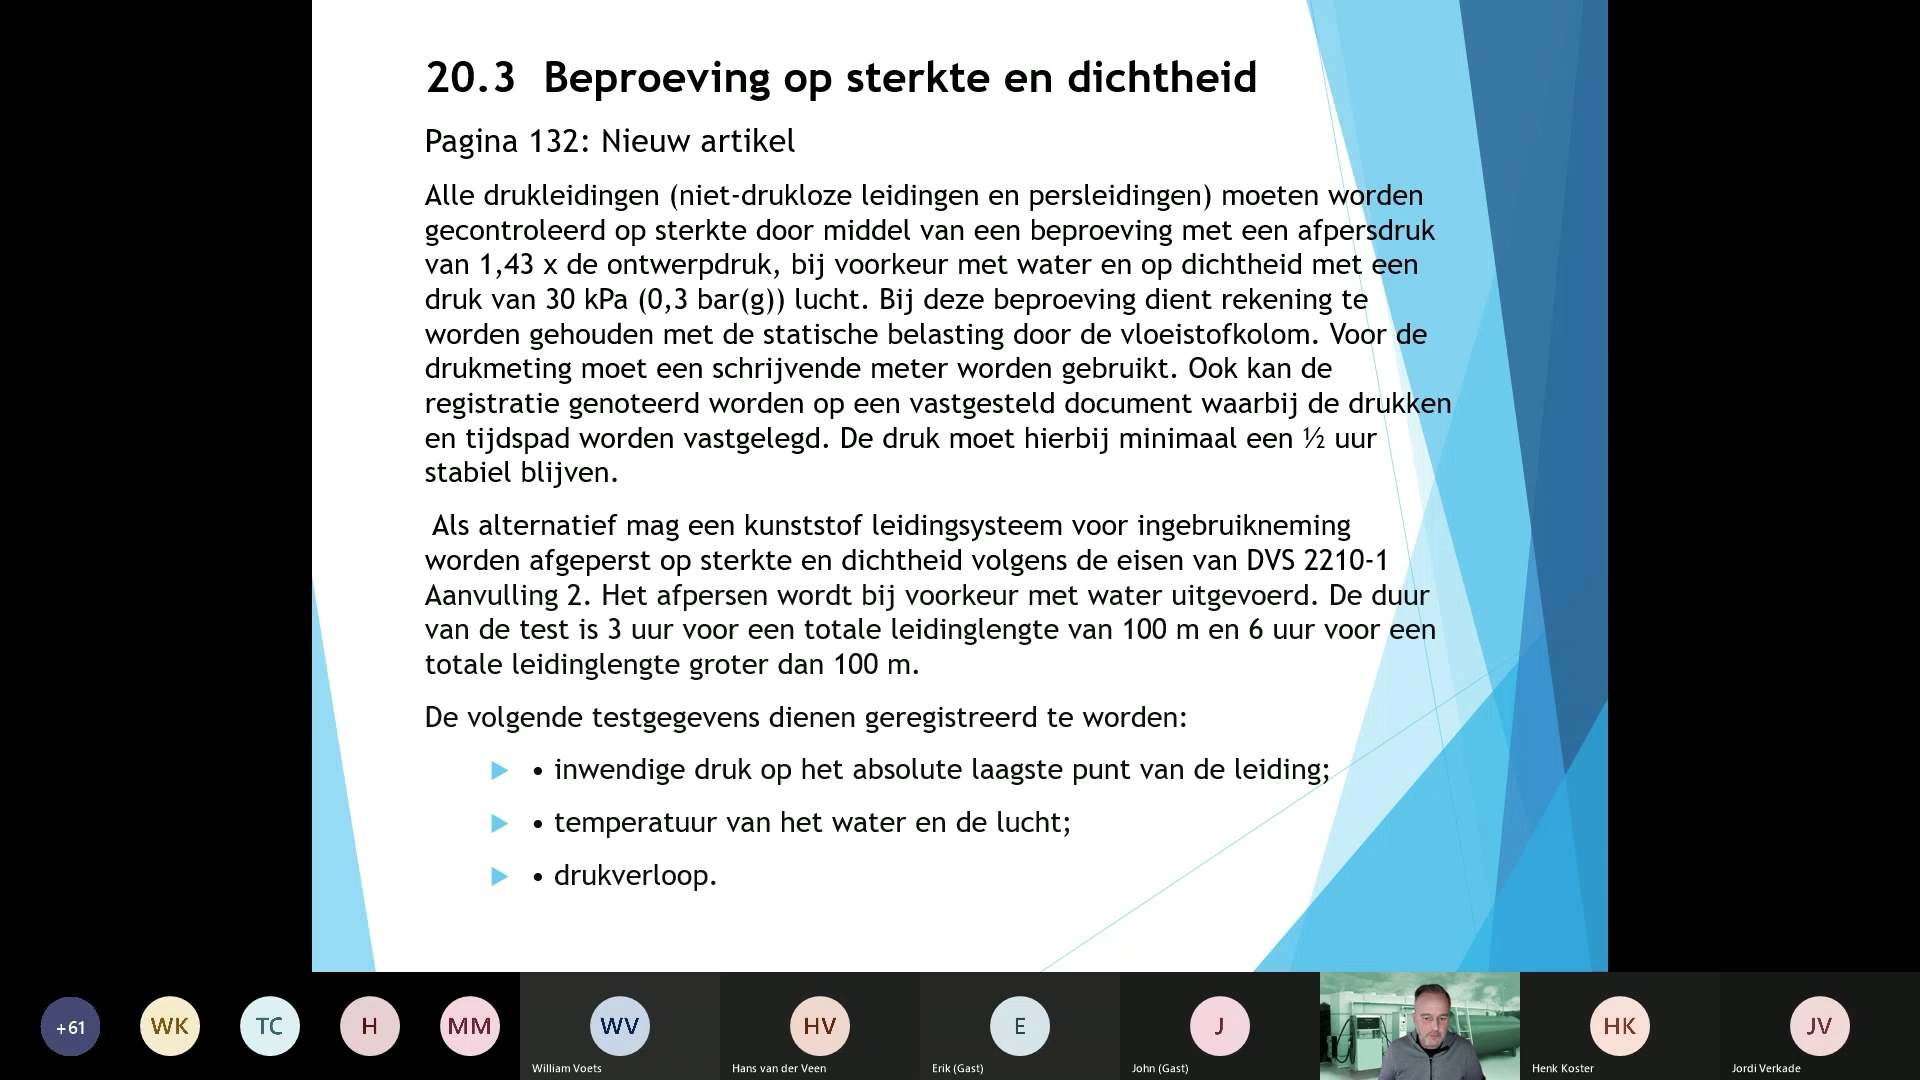 20.3 Beproeving op sterkte en dichtheid
Pagina 132: Nieuw artikel
Alle drukleidingen (niet-drukloze leidingen en persleidingen) moeten worden
gecontroleerd op sterkte door middel van een beproeving met een afpersdruk
van 1,43 x de ontwerpdruk, bij voorkeur met water en op dichtheid met een
druk van 30 kPa (0,3 bar(g)) lucht. Bij deze beproeving dient rekening te
worden gehouden met de statische belasting door de vloeistofkolom. Voor de
drukmeting moet een schrijvende meter worden gebruikt. Ook kan de
registratie genoteerd worden op een vastgesteld document waarbij de drukken
en tijdspad worden vastgelegd. De druk moet hierbij minimaal een ½ uur
stabiel blijven.
Als alternatief mag een kunststof leidingsysteem voor ingebruikneming
worden afgeperst op sterkte en dichtheid volgens de eisen van DVS 2210-1
Aanvulling 2. Het afpersen wordt bij voorkeur met water uitgevoerd. De duur
van de test is 3 uur voor een totale leidinglengte van 100 m en 6 uur voor een
totale leidinglengte groter dan 100 m.
De volgende testgegevens dienen geregistreerd te worden:
• inwendige druk op het absolute laagste punt van de leiding;
• temperatuur van het water en de lucht;
• drukverloop.
+61 WK TC H MM WV HV E J HK JV
William Voets Hans van der Veen Erik (Gast) John (Gast) Henk Koster Jordi Verkade